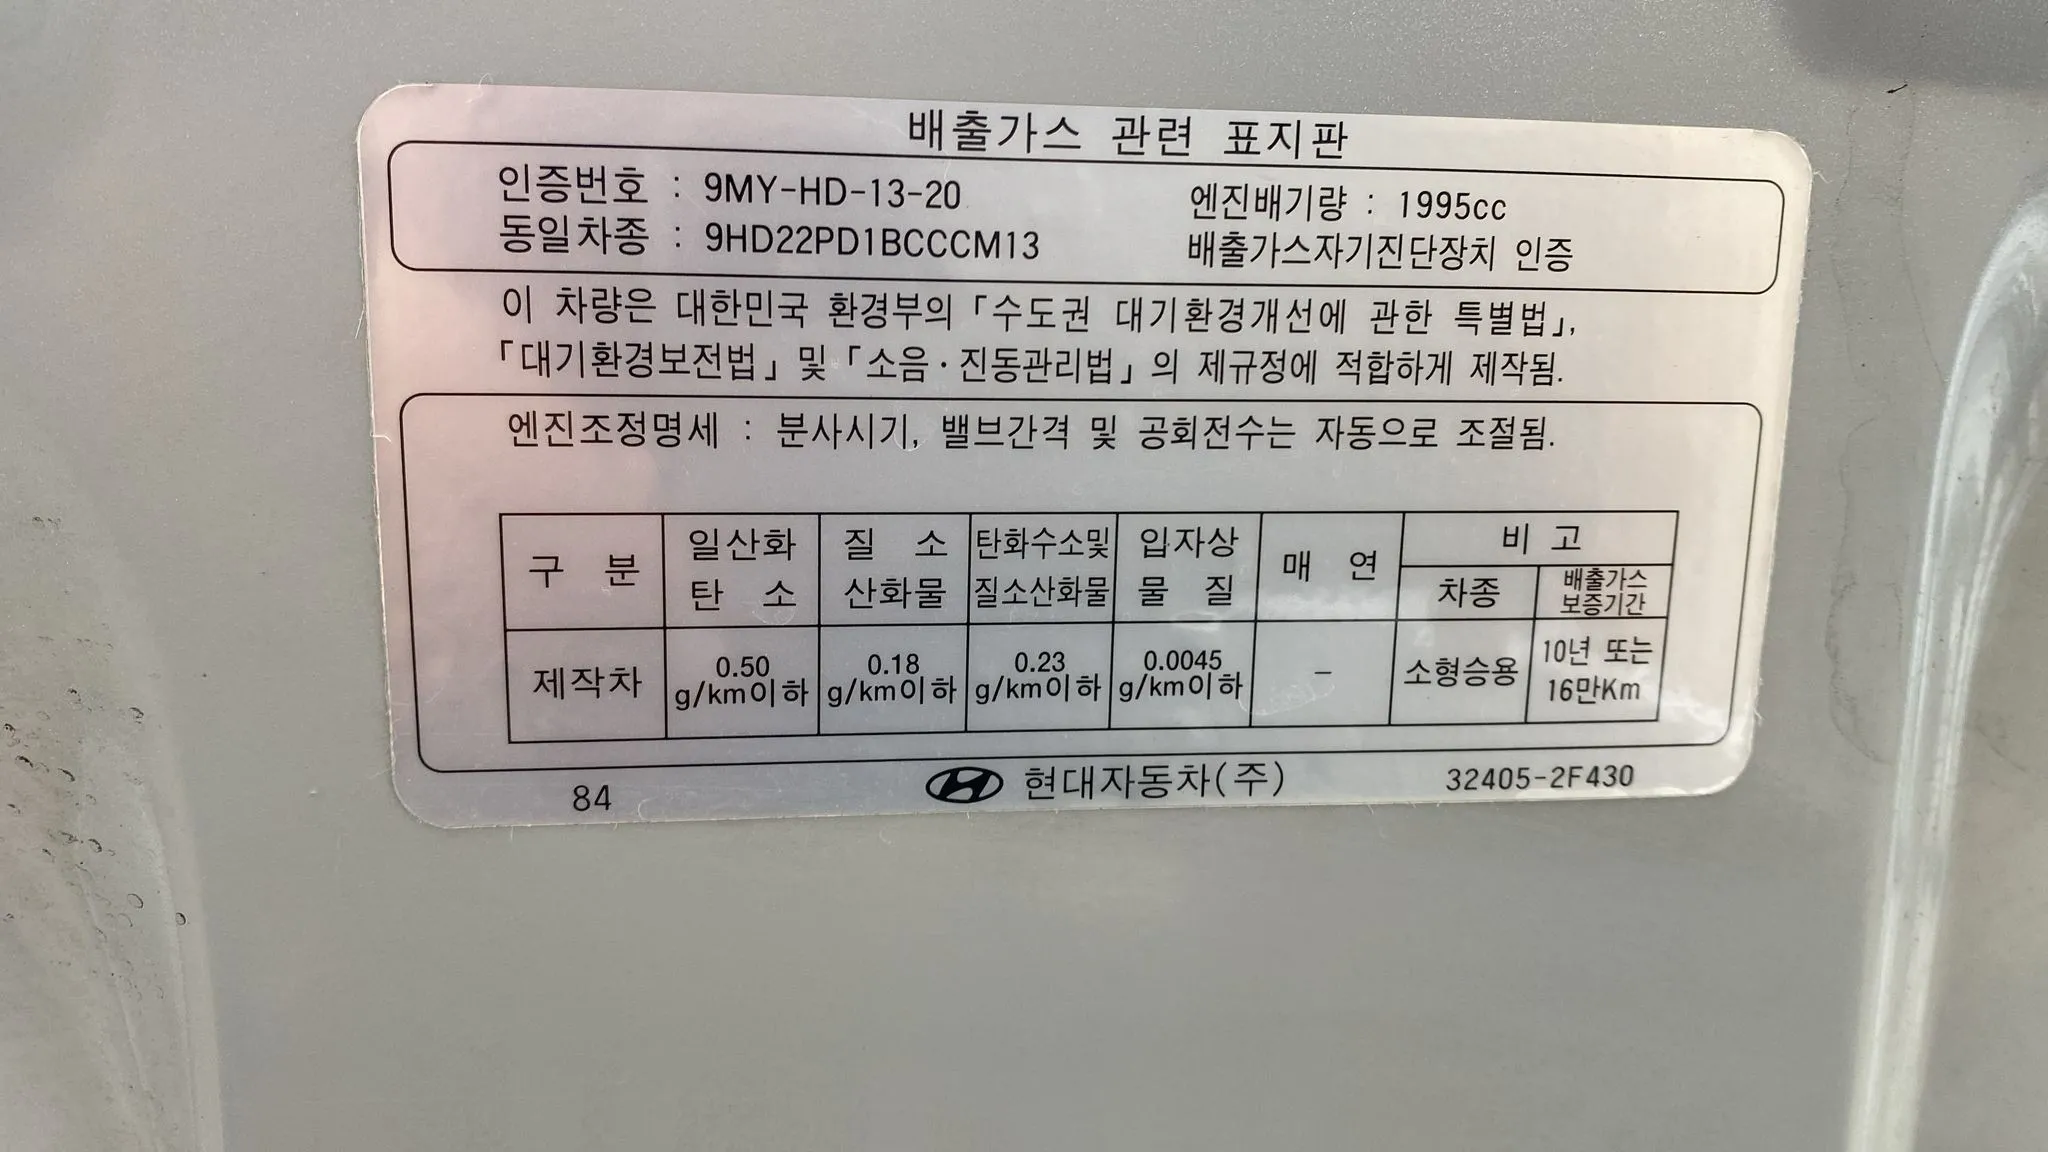 배출가스 관련 표지판
인증번호 : 9MY-HD-13-20 엔진배기량 : 1995cc
동일차종 : 9HD22PD1BCCCM13 배출가스자기진단장치 인증
이 차량은 대한민국 환경부의 「수도권 대기환경개선에 관한 특별법」,
「대기환경보전법」 및 「소음·진동관리법」의 제규정에 적합하게 제작됨.
엔진조정명세 : 분사시기, 밸브간격 및 공회전수는 자동으로 조절됨.
구 분 일산화 탄 소 질 소 산화물 탄화수소및 질소산화물 입자상 물 질 매 연 비 고
차종 배출가스 보증기간
제작차 0.50 g/km이하 0.18 g/km이하 0.23 g/km이하 0.0045 g/km이하 - 소형승용 10년 또는 16만Km
84 현대자동차(주) 32405-2F430